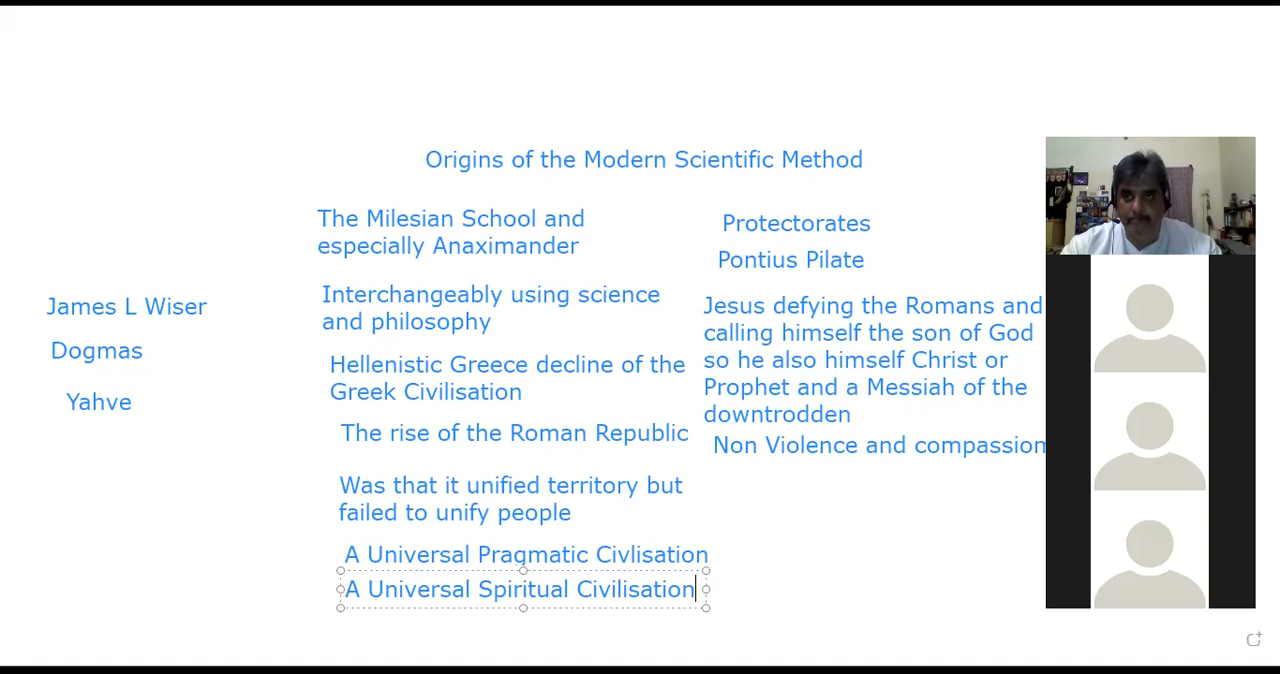 Origins of the Modern Scientific Method
James L Wiser
Dogmas
Yahve
The Milesian School and
especially Anaximander
Interchangeably using science
and philosophy
Hellenistic Greece decline of the
Greek Civilisation
The rise of the Roman Republic
Was that it unified territory but
failed to unify people
A Universal Pragmatic Civlisation
A Universal Spiritual Civilisation
Protectorates
Pontius Pilate
Jesus defying the Romans and
calling himself the son of God
so he also himself Christ or
Prophet and a Messiah of the
downtrodden
Non Violence and compassion